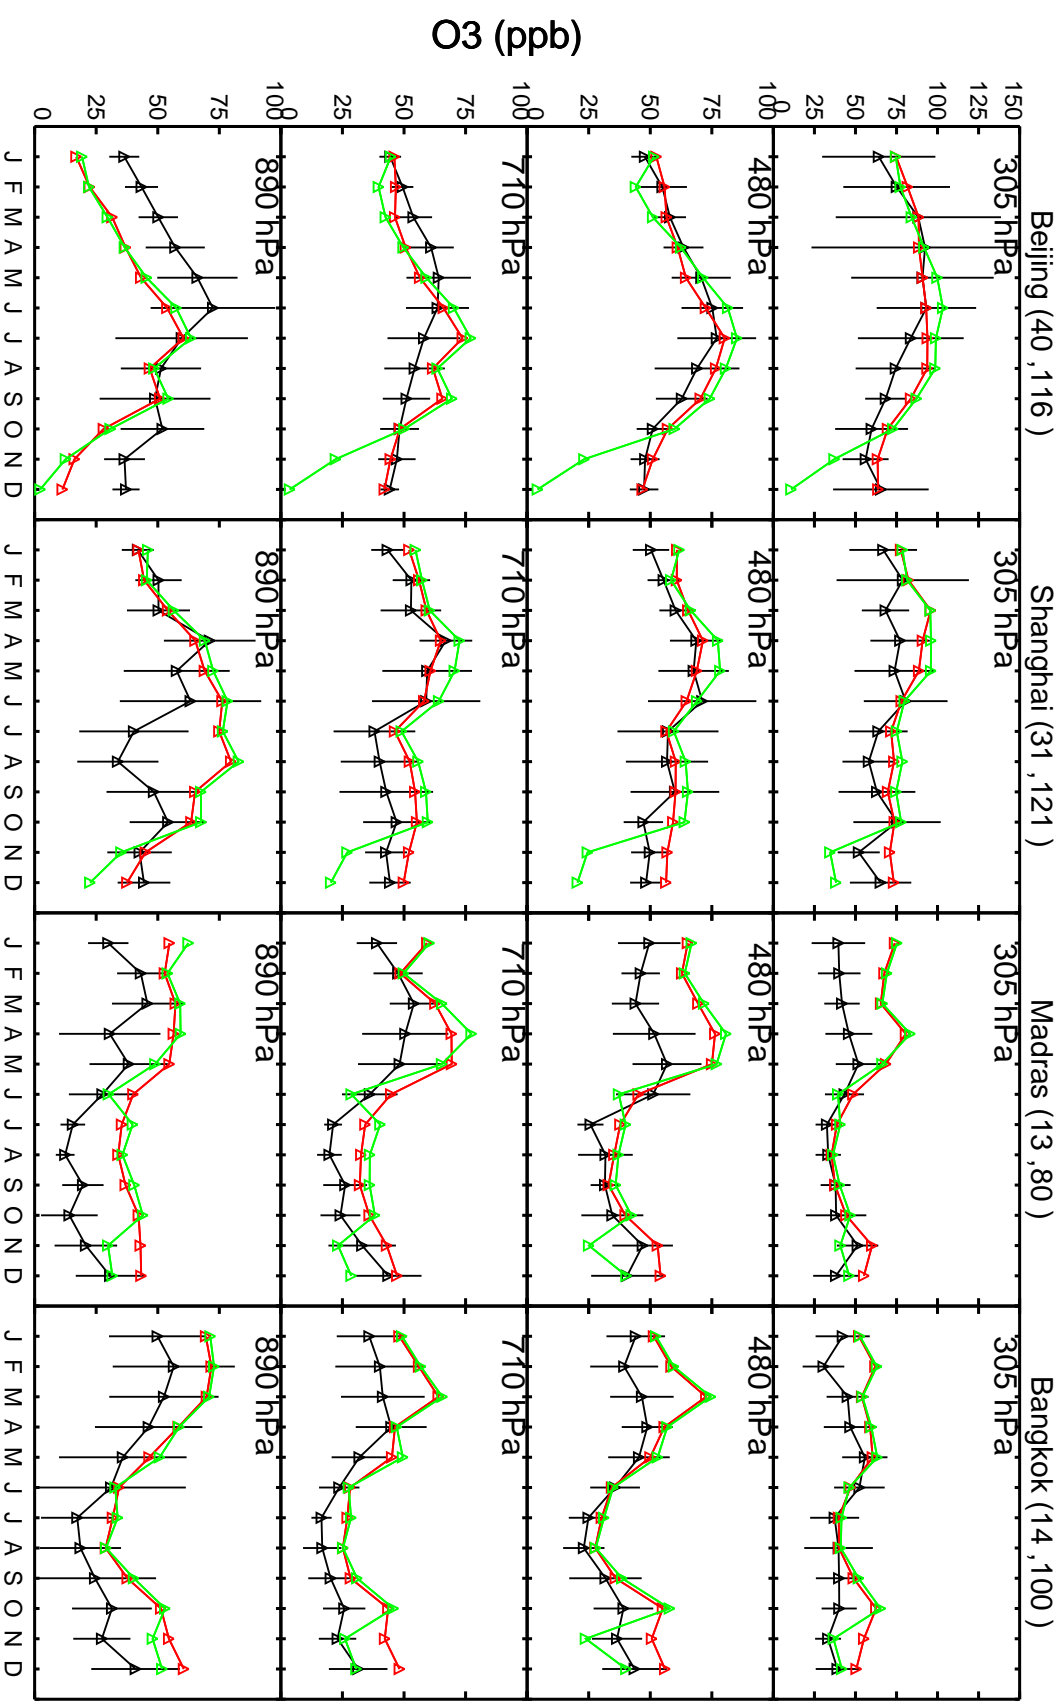 O3 (ppb)
Beijing (40 ,116 )
Shanghai (31 ,121 )
Madras (13 ,80 )
Bangkok (14 ,100 )
150
125
100
75
50
25
0
305 hPa
305 hPa
305 hPa
305 hPa
100
75
50
25
0
480 hPa
480 hPa
480 hPa
480 hPa
100
75
50
25
0
710 hPa
710 hPa
710 hPa
710 hPa
100
75
50
25
0
890 hPa
890 hPa
890 hPa
890 hPa
J F M A M J J A S O N D
J F M A M J J A S O N D
J F M A M J J A S O N D
J F M A M J J A S O N D